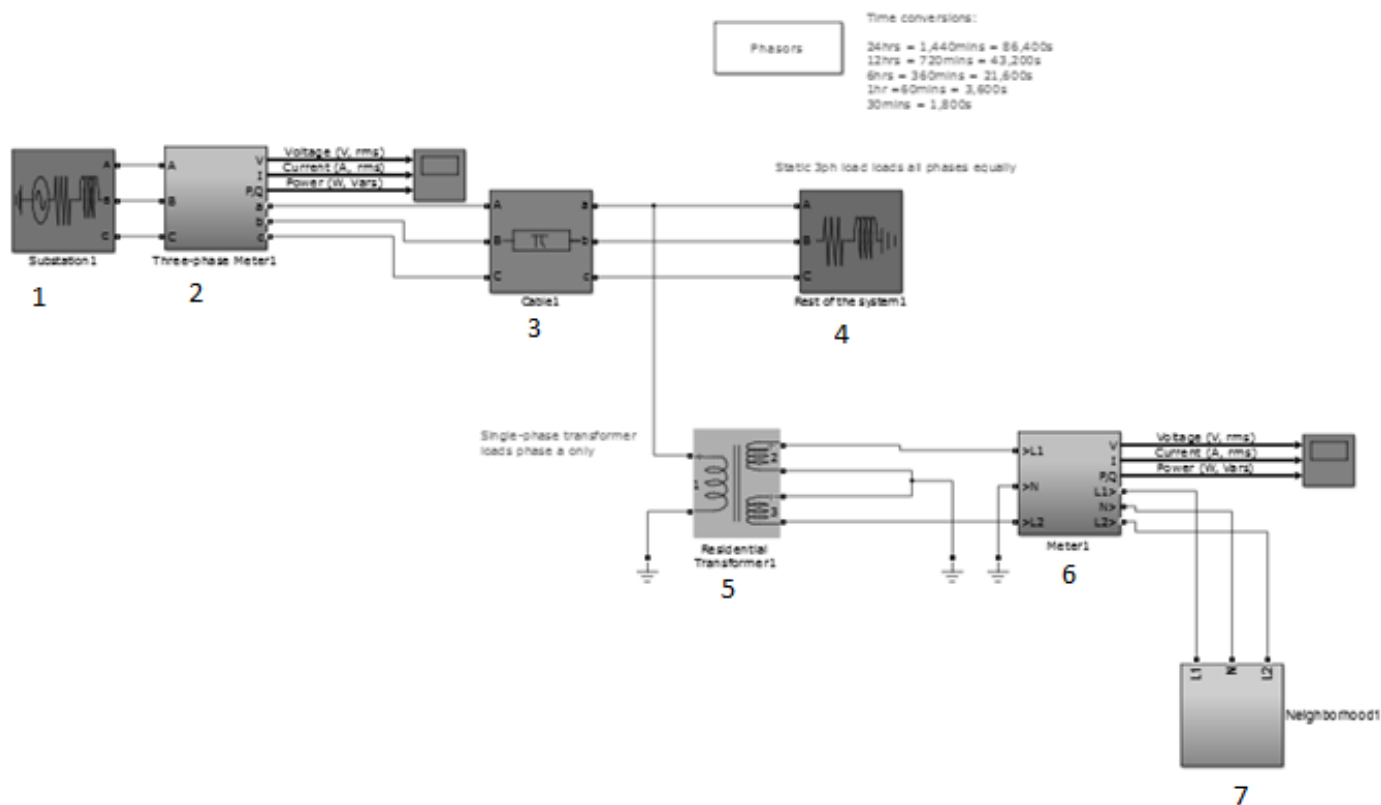 Time conversions:
Phasors
24hrs = 1,440mins = 86,400s
12hrs = 720mins = 43,200s
6hrs = 360mins = 21,600s
1hr =60mins = 3,600s
30mins = 1,800s
A A
B B
C C
V
I
P,Q
a
b
c
Voltage (V, rms)
Current (A, rms)
Power (W, Vars)
Substation1
Three-phase Meter1
1
2
A a
B b
C c
Cable1
3
Static 3ph load loads all phases equally
A
B
C
Rest of the system1
4
Single-phase transformer
loads phase a only
1
2
3
Residential
Transformer1
5
>L1
>N
>L2
V
I
P,Q
L1>
N>
L2>
Voltage (V, rms)
Current (A, rms)
Power (W, Vars)
Meter1
6
L1 N L2
Neighborhood1
7